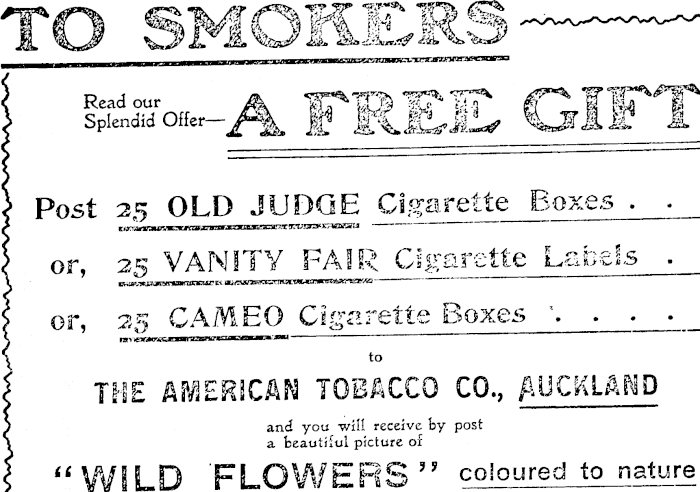 TO SMOKERS
Read our
Splendid Offer—
A FREE GIFT
Post 25 OLD JUDGE Cigarette Boxes . .
or, 25 VANITY FAIR Cigarette Labels .
or, 25 CAMEO Cigarette Boxes . . . .
to
THE AMERICAN TOBACCO CO., AUCKLAND
and you will receive by post
a beautiful picture of
"WILD FLOWERS" coloured to nature